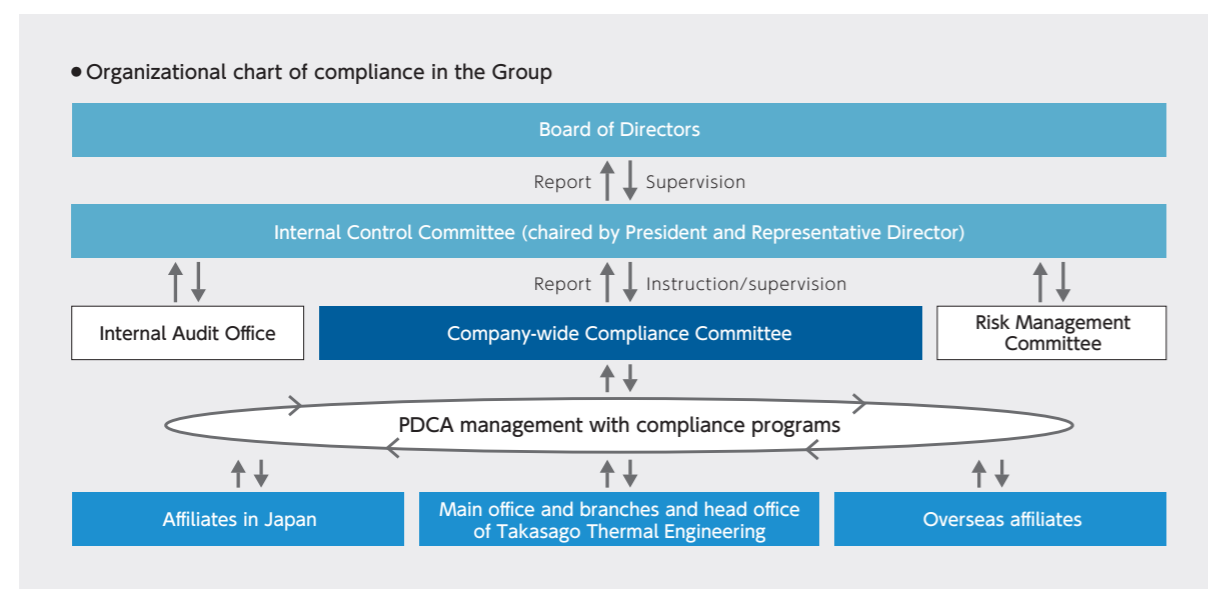 ● Organizational chart of compliance in the Group
Board of Directors
Report Supervision
Internal Control Committee (chaired by President and Representative Director)
Report Instruction/supervision
Internal Audit Office
Company-wide Compliance Committee
Risk Management
Committee
PDCA management with compliance programs
Affiliates in Japan
Main office and branches and head office
of Takasago Thermal Engineering
Overseas affiliates